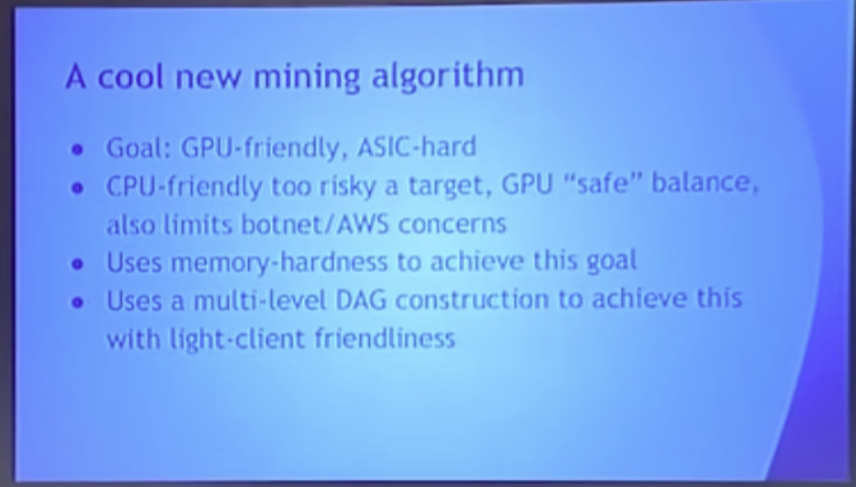 A cool new mining algorithm
• Goal: GPU-friendly, ASIC-hard
• CPU-friendly too risky a target, GPU “safe” balance,
also limits botnet/AWS concerns
• Uses memory-hardness to achieve this goal
• Uses a multi-level DAG construction to achieve this
with light-client friendliness